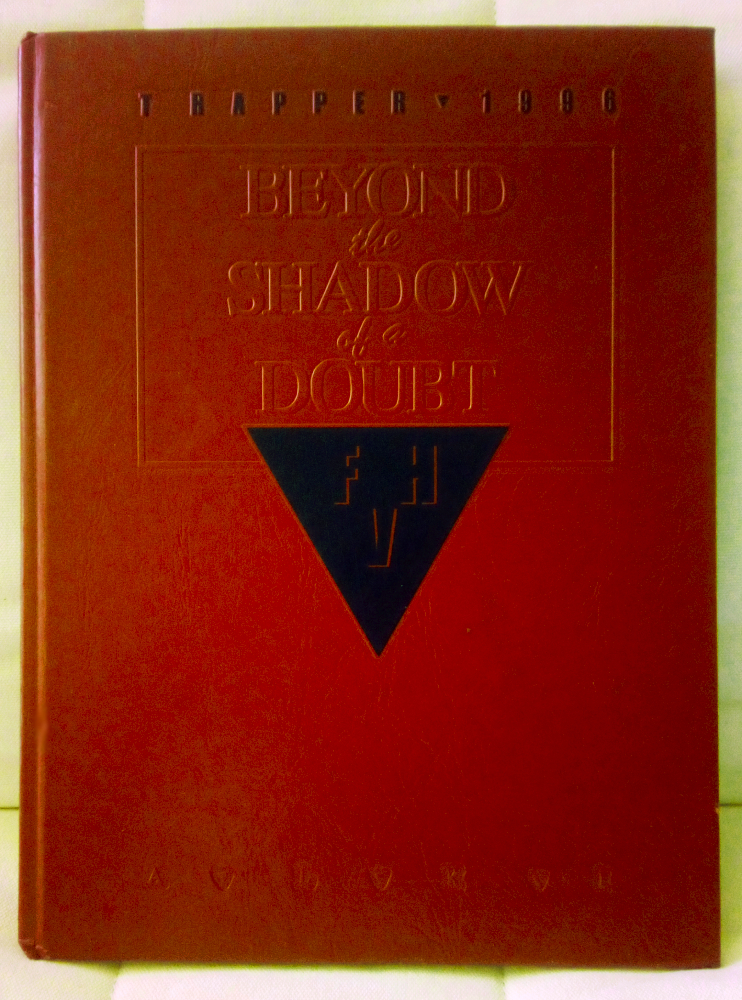 TRAPPER ▼ 1996
BEYOND
the
SHADOW
of a
DOUBT
F H
V